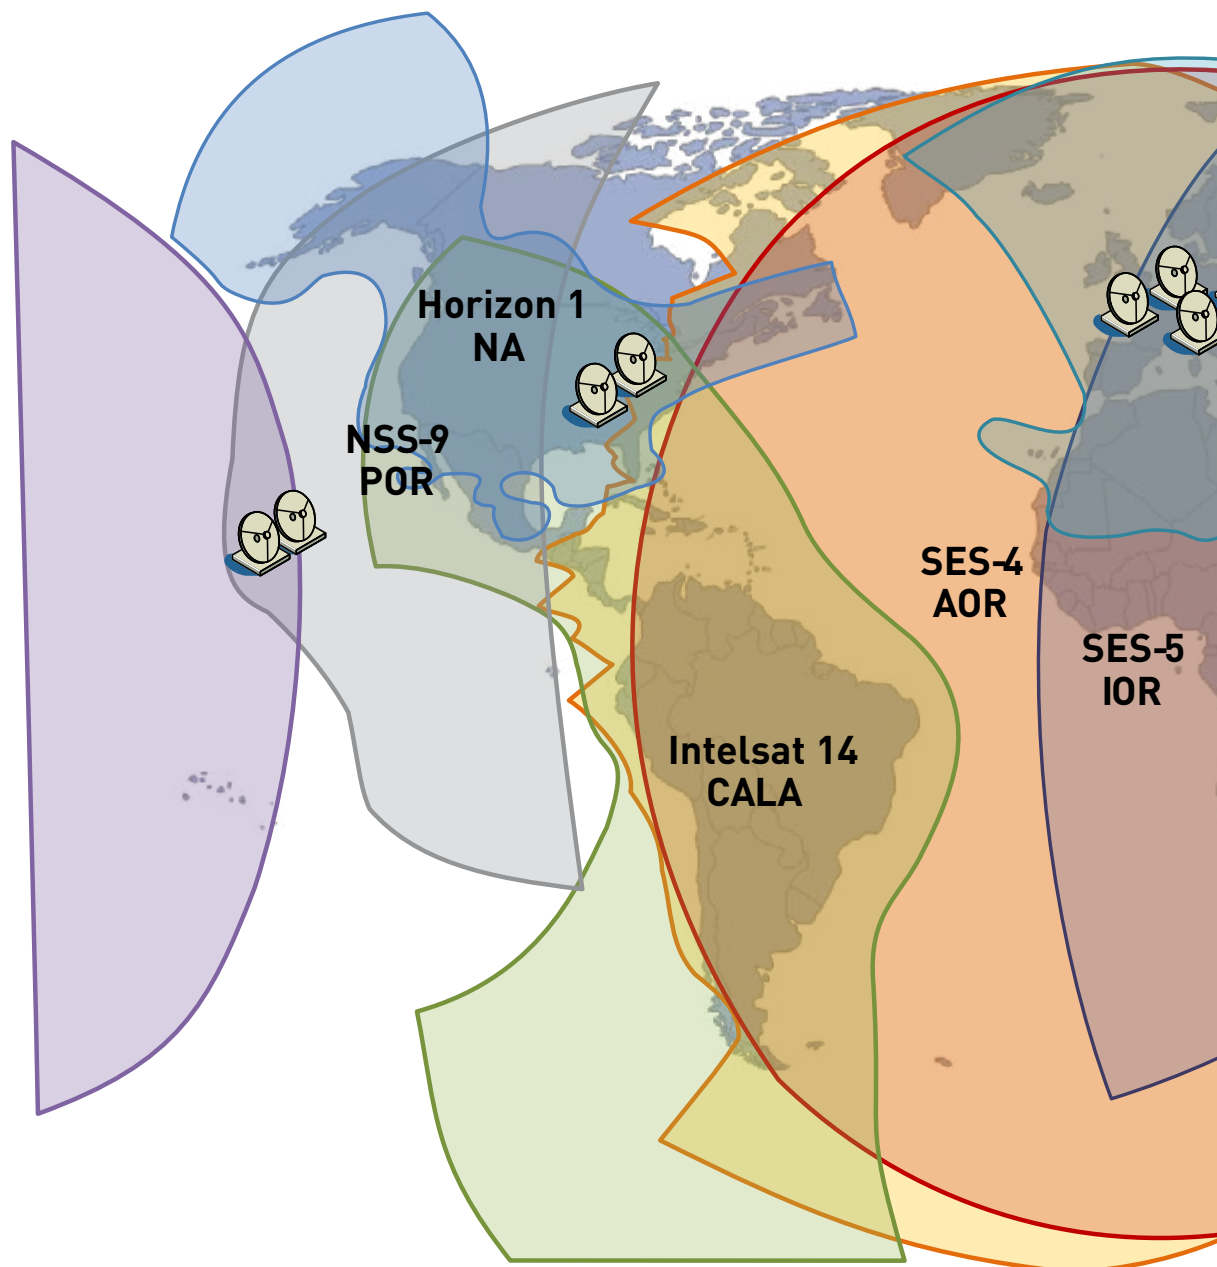 Horizon 1
NA
NSS-9
POR
SES-4
AOR
SES-5
IOR
Intelsat 14
CALA